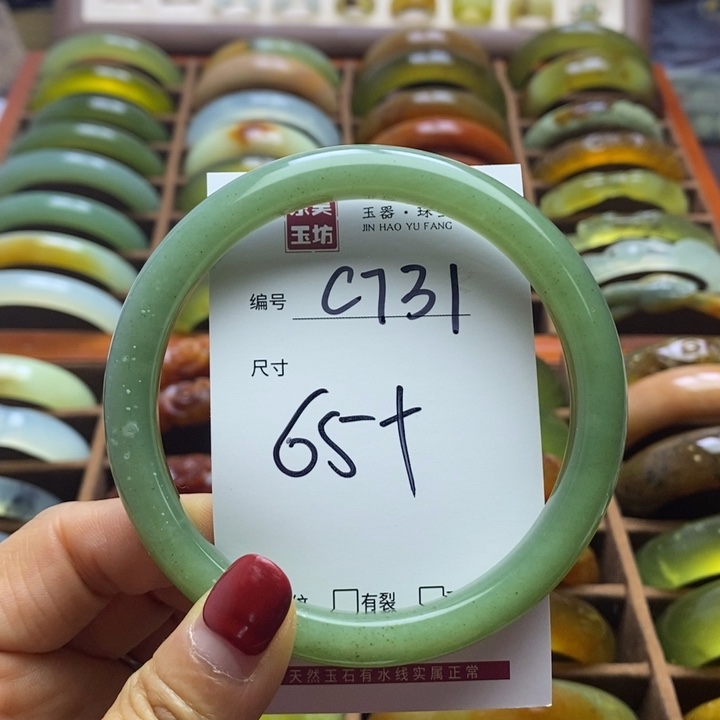 玉坊
玉器·珠
JIN HAO YU FANG
编号 C731
尺寸
65+
有裂
天然玉石有水线实属正常